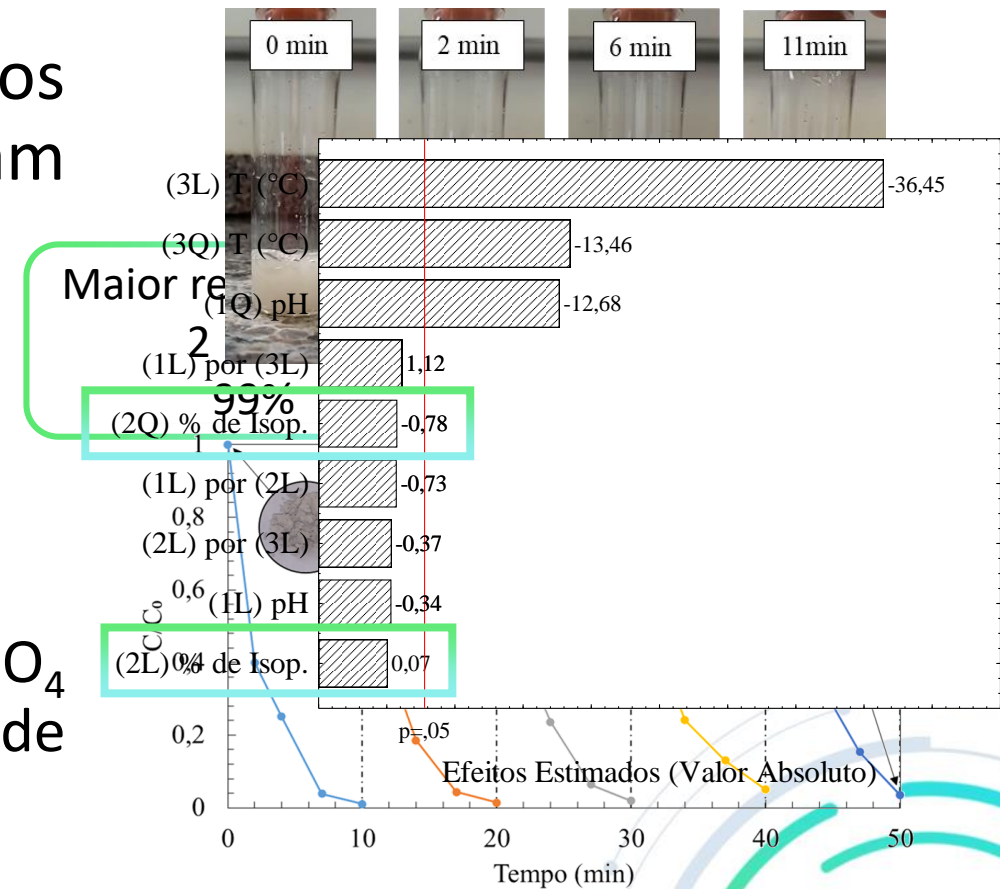 0 min
2 min
6 min
11min
os
am
Maior re
2
99%
O4
de
(3L) T (°C)
-36,45
(3Q) T (°C)
-13,46
(1Q) pH
-12,68
(1L) por (3L)
1,12
(2Q) % de Isop.
-0,78
(1L) por (2L)
-0,73
(2L) por (3L)
-0,37
(1L) pH
-0,34
(2L) % de Isop.
0,07
p=,05
Efeitos Estimados (Valor Absoluto)
1
0,8
0,6
0,4
0,2
0
C/C₀
0
10
20
30
40
50
Tempo (min)